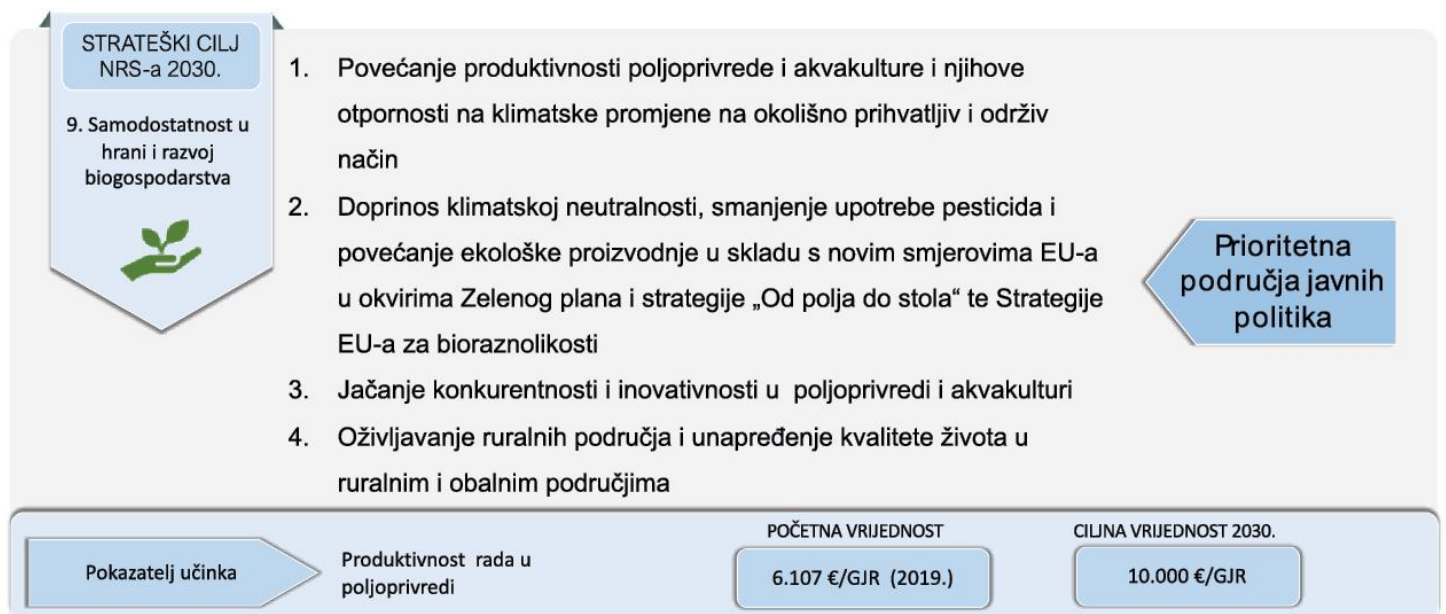 STRATEŠKI CILJ
NRS-a 2030.
9. Samodostatnost u
hrani i razvoj
biogospodarstva
1. Povećanje produktivnosti poljoprivrede i akvakulture i njihove
otpornosti na klimatske promjene na okolišno prihvatljiv i održiv
način
2. Doprinos klimatskoj neutralnosti, smanjenje upotrebe pesticida i
povećanje ekološke proizvodnje u skladu s novim smjerovima EU-a
u okvirima Zelenog plana i strategije „Od polja do stola“ te Strategije
EU-a za bioraznolikosti
3. Jačanje konkurentnosti i inovativnosti u poljoprivredi i akvakulturi
4. Oživljavanje ruralnih područja i unapređenje kvalitete života u
ruralnim i obalnim područjima
Prioritetna
područja javnih
politika
Pokazatelj učinka
Produktivnost rada u
poljoprivredi
POČETNA VRIJEDNOST
6.107 €/GJR (2019.)
CILJNA VRIJEDNOST 2030.
10.000 €/GJR